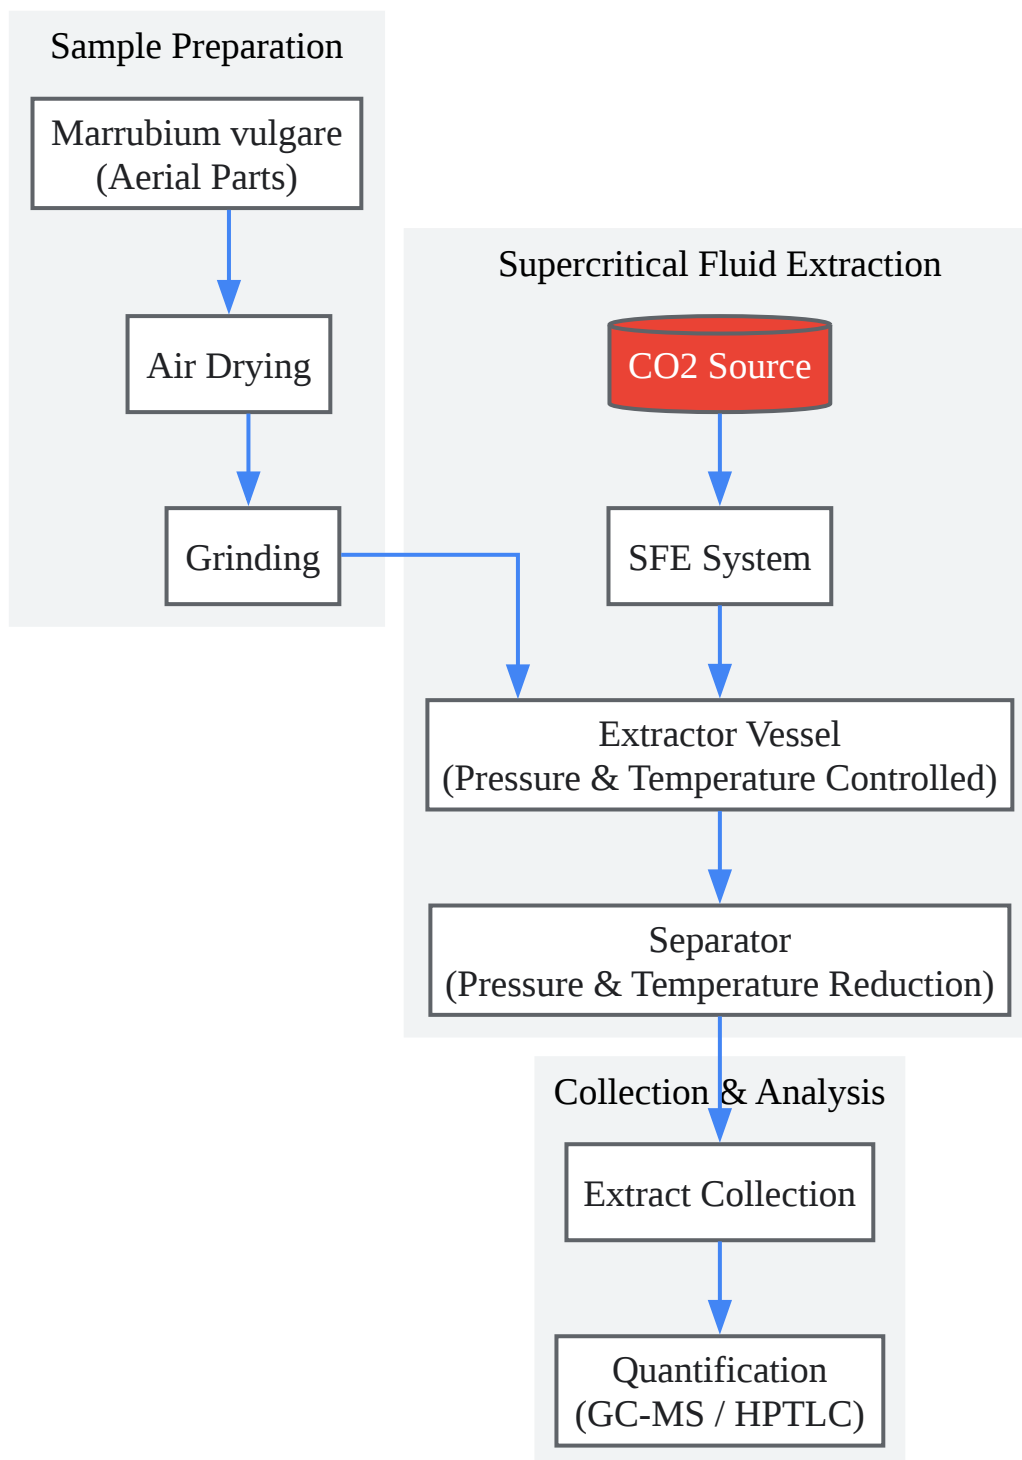 Sample Preparation
Marrubium vulgare
(Aerial Parts)
Air Drying
Grinding
Supercritical Fluid Extraction
CO2 Source
SFE System
Extractor Vessel
(Pressure & Temperature Controlled)
Separator
(Pressure & Temperature Reduction)
Collection & Analysis
Extract Collection
Quantification
(GC-MS / HPTLC)